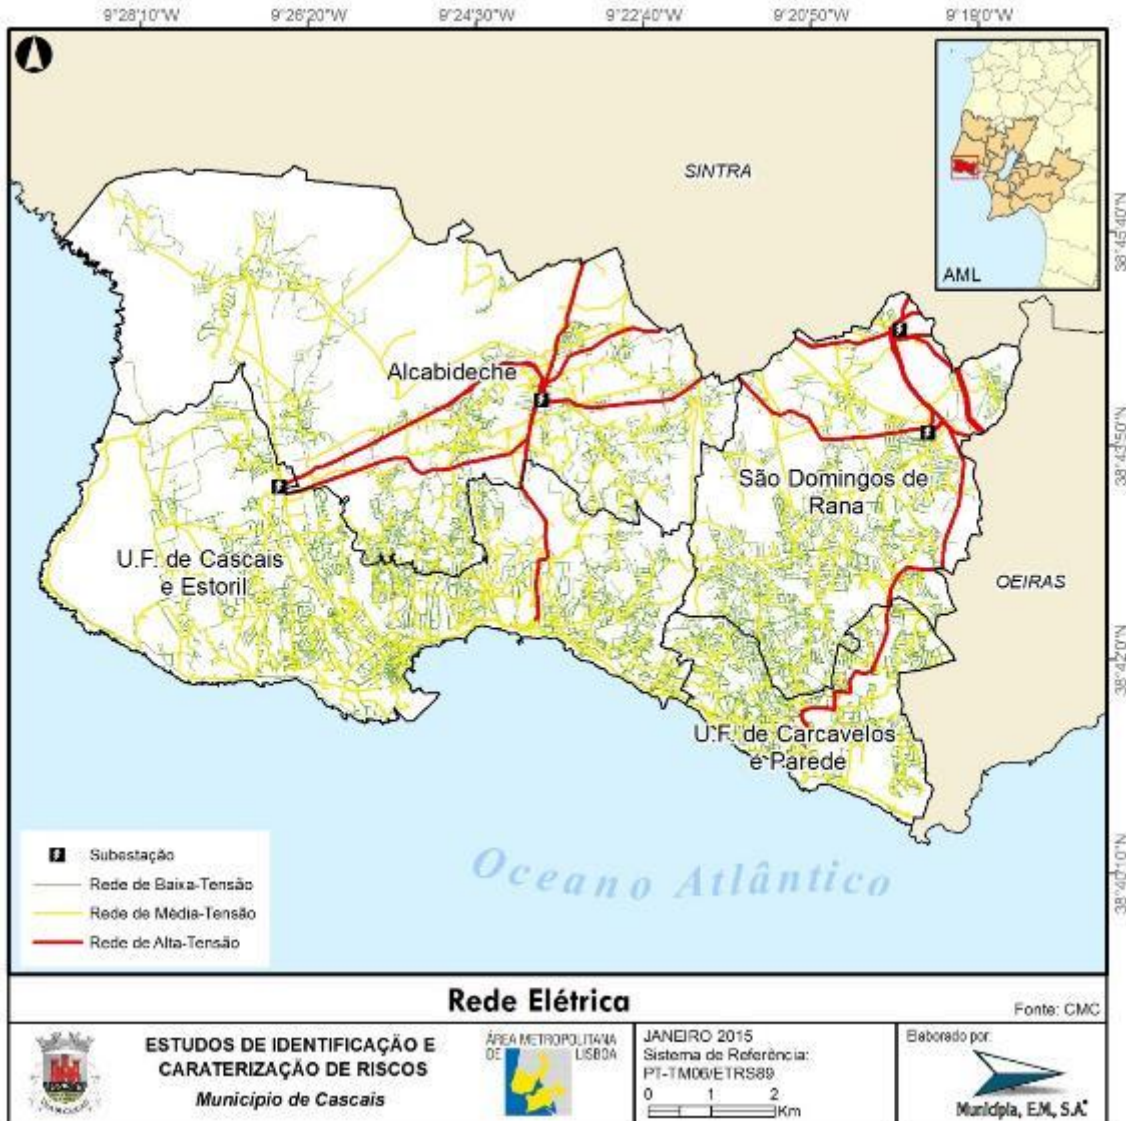 9°28'10"W 9°26'20"W 9°24'30"W 9°22'40"W 9°20'50"W 9°18'0"W
SINTRA
AML
38°45'40"N
Alcabideche
38°43'50"N
São Domingos de
Rana
U.F. de Cascais
e Estoril
OEIRAS
38°42'0"N
U.F. de Carcavelos
e Parede
38°40'10"N
Oceano Atlântico
Subestação
Rede de Baixa-Tensão
Rede de Média-Tensão
Rede de Alta-Tensão
Rede Elétrica
Fonte: CMC
ESTUDOS DE IDENTIFICAÇÃO E
CARATERIZAÇÃO DE RISCOS
Município de Cascais
ÁREA METROPOLITANA
DE LISBOA
JANEIRO 2015
Sistema de Referência:
PT-TM06/ETRS89
0 1 2
Km
Elaborado por:
Municípia, E.M., S.A.